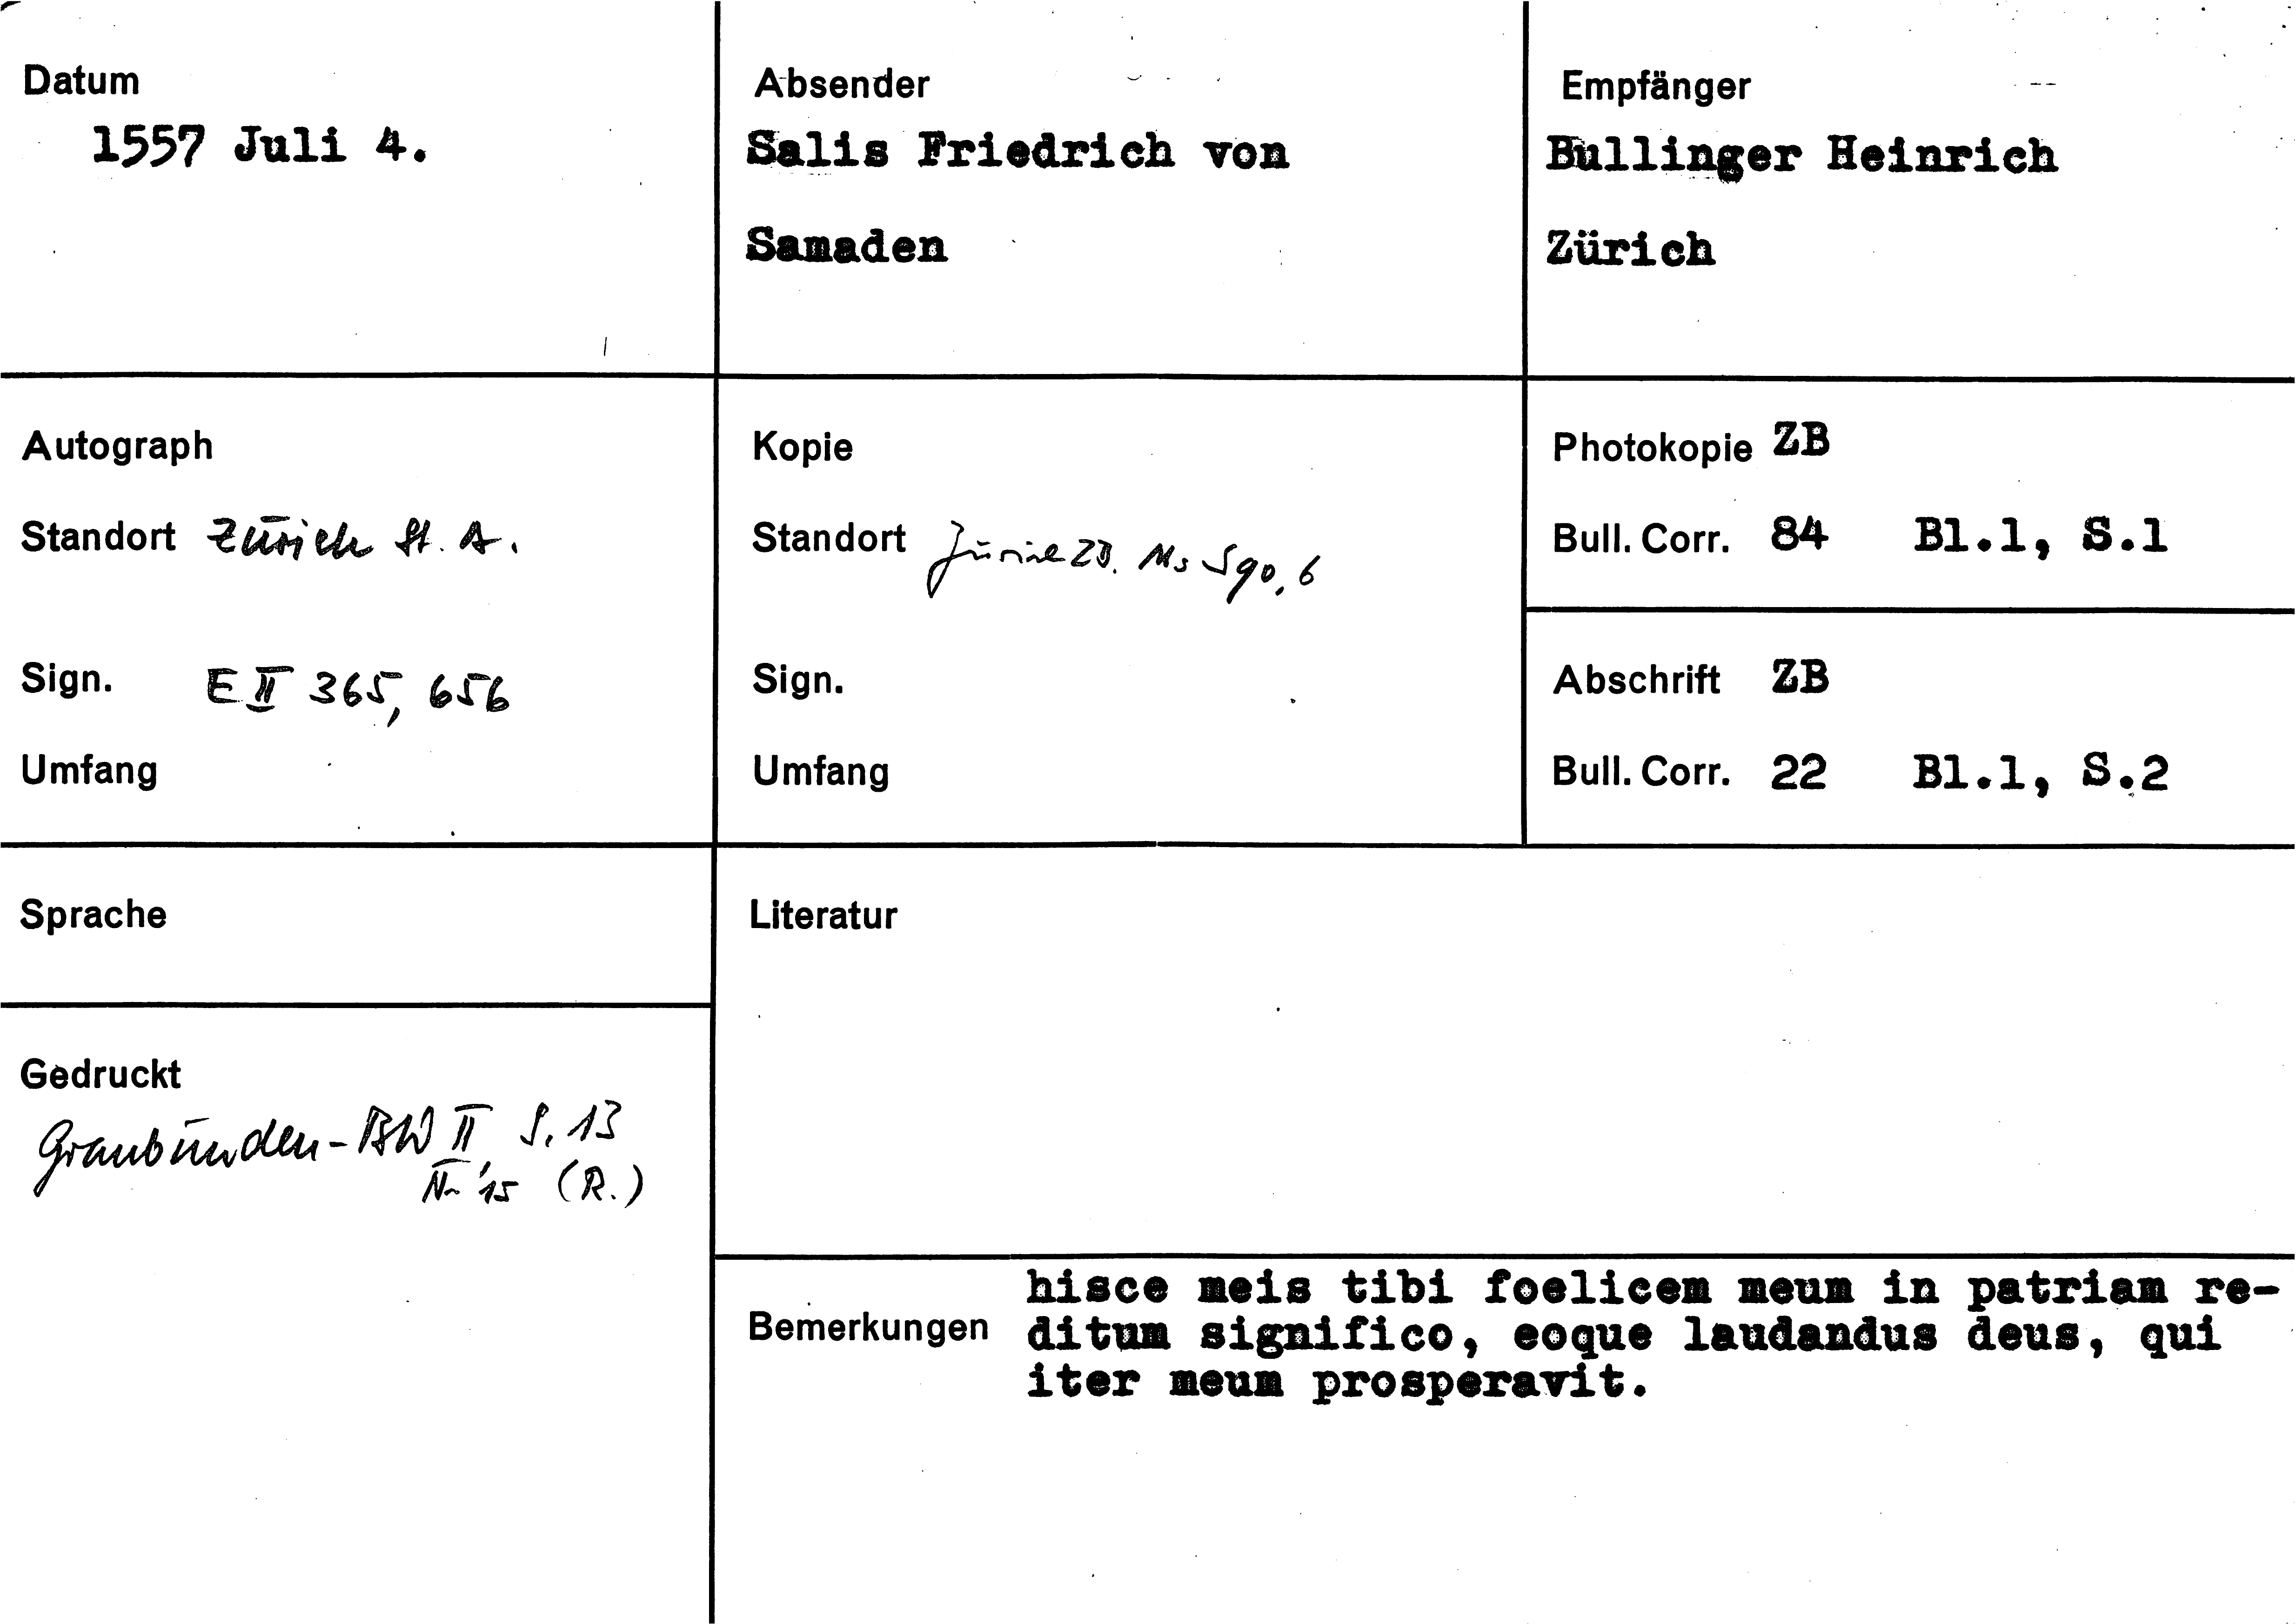 Datum
1557 Juli 4.
Absender
Salis Friedrich von
Samaden
Empfänger
Bullinger Heinrich
Zürich
Autograph
Standort Zürich St. A.
Sign. E II 365, 656
Umfang
Kopie
Standort Zürich ZB. Ms S 90, 6
Sign.
Umfang
Photokopie ZB
Bull. Corr. 84 Bl.1, S.1
Abschrift ZB
Bull. Corr. 22 Bl.1, S.2
Sprache
Literatur
Gedruckt
Graubünden-BW II, S. 13
Nr 15 (R.)
Bemerkungen
hisce meis tibi foelicem meum in patriam re-
ditum significo, eoque laudandus deus, qui
iter meum prosperavit.